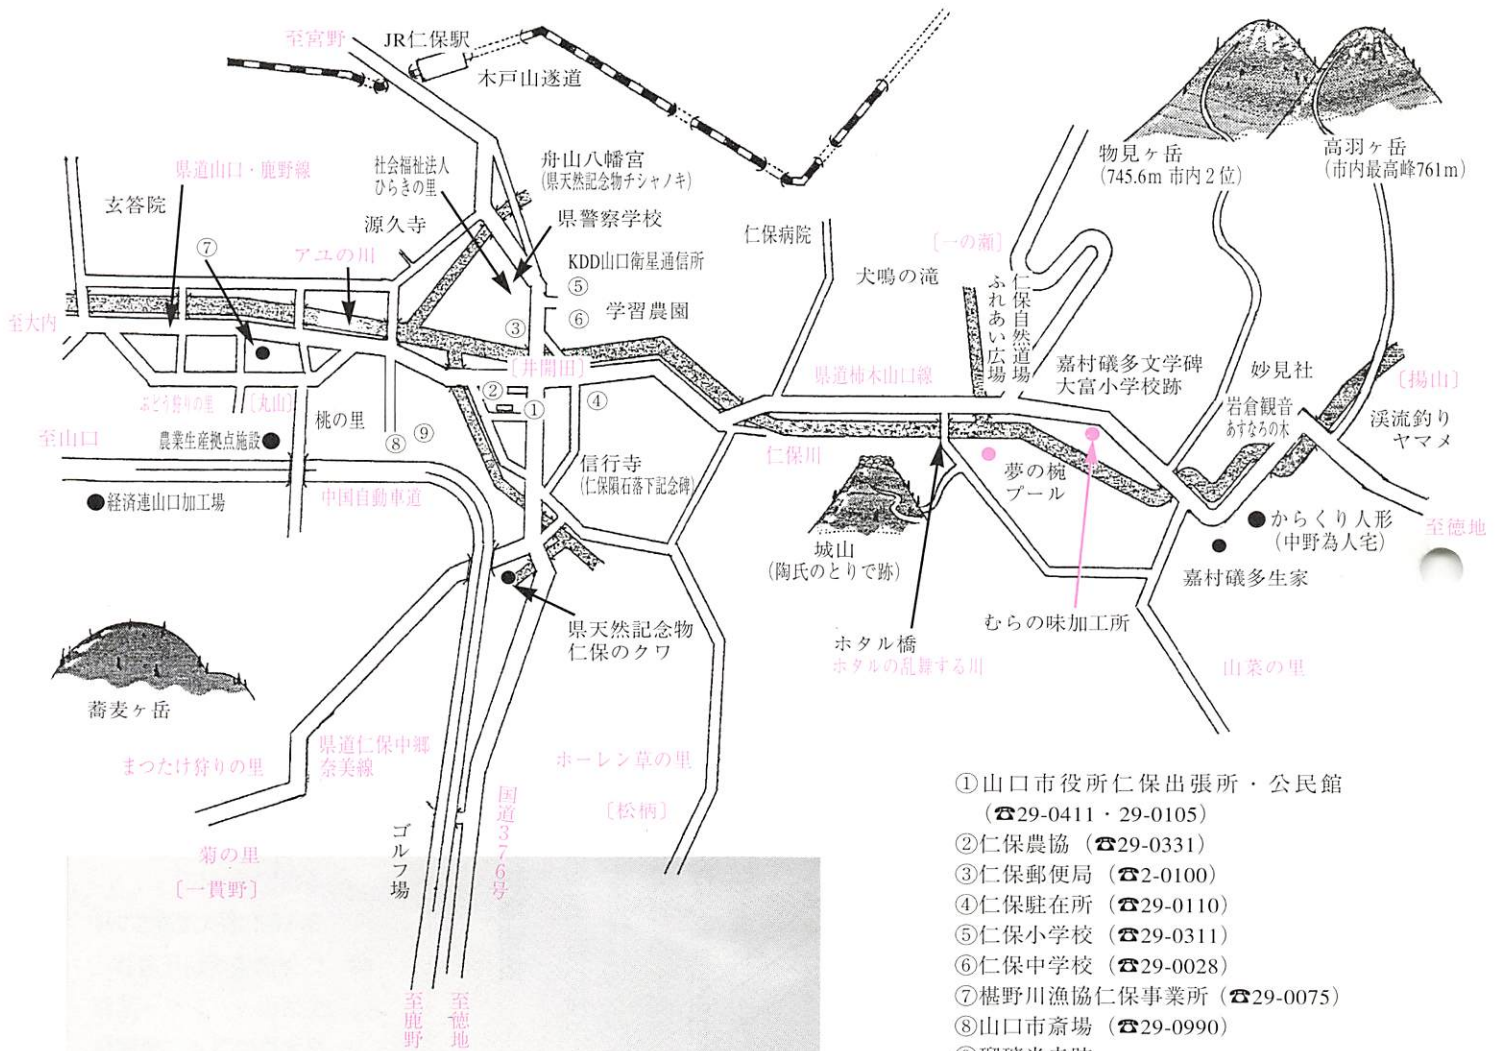 至宮野
JR仁保駅
木戸山遂道
物見ヶ岳
(745.6m 市内2位)
高羽ヶ岳
(市内最高峰761m)
県道山口・鹿野線
玄答院
⑦
アユの川
源久寺
社会福祉法人
ひらきの里
舟山八幡宮
(県天然記念物チシャノキ)
県警察学校
KDD山口衛星通信所
⑤
⑥
学習農園
③
仁保病院
犬鳴の滝
〔一の瀬〕
仁保自然道場
ふれあい広場
嘉村礒多文学碑
大富小学校跡
妙見社
岩倉観音
あすなろの木
〔揚山〕
渓流釣り
ヤマメ
至大内
〔井開田〕
②
①
④
県道柿木山口線
ぶどう狩りの里
〔丸山〕
桃の里
⑧
⑨
至山口
農業生産拠点施設
経済連山口加工場
中国自動車道
信行寺
(仁保隕石落下記念碑)
仁保川
城山
(陶氏のとりで跡)
夢の椀
プール
からくり人形
(中野為人宅)
至徳地
嘉村礒多生家
むらの味加工所
ホタル橋
ホタルの乱舞する川
山菜の里
県天然記念物
仁保のクワ
蕎麦ヶ岳
まつたけ狩りの里
県道仁保中郷
奈美線
ホーレン草の里
〔松柄〕
国道376号
ゴルフ場
菊の里
〔一貫野〕
至鹿野
至徳地
①山口市役所仁保出張所・公民館
(☎29-0411・29-0105)
②仁保農協(☎29-0331)
③仁保郵便局(☎2-0100)
④仁保駐在所(☎29-0110)
⑤仁保小学校(☎29-0311)
⑥仁保中学校(☎29-0028)
⑦椹野川漁協仁保事業所(☎29-0075)
⑧山口市斎場(☎29-0990)